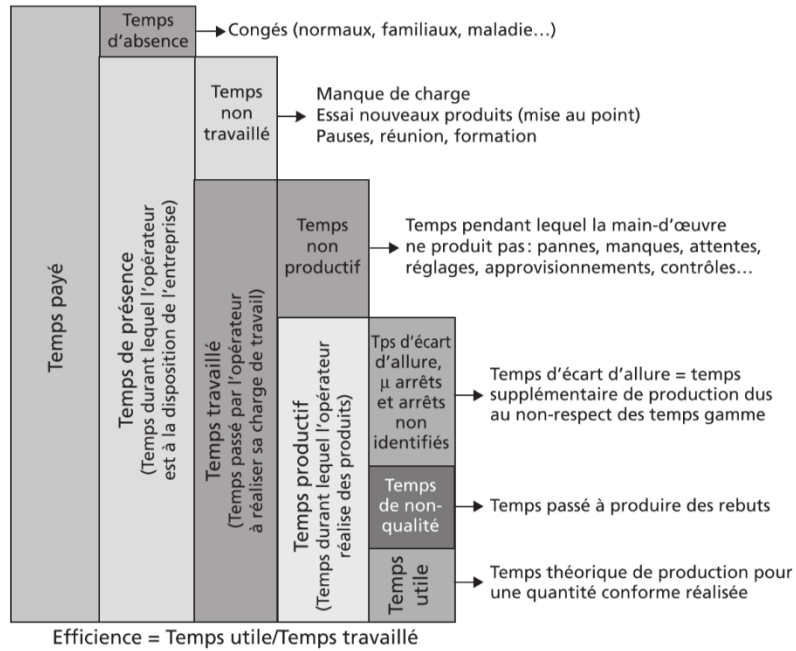 Temps
d'absence
Congés (normaux, familiaux, maladie…)
Temps
non
travaillé
Manque de charge
Essai nouveaux produits (mise au point)
Pauses, réunion, formation
Temps
non
productif
Temps pendant lequel la main-d'œuvre
ne produit pas : pannes, manques, attentes,
réglages, approvisionnements, contrôles…
Temps payé
Temps de présence
(Temps durant lequel l'opérateur
est à la disposition de l'entreprise)
Temps travaillé
(Temps passé par l'opérateur
à réaliser sa charge de travail)
Temps productif
(Temps durant lequel l'opérateur
réalise des produits)
Tps d'écart
d'allure,
µ arrêts
et arrêts
non
identifiés
Temps d'écart d'allure = temps
supplémentaire de production dus
au non-respect des temps gamme
Temps
de non-
qualité
Temps passé à produire des rebuts
Temps
utile
Temps théorique de production pour
une quantité conforme réalisée
Efficience = Temps utile/Temps travaillé